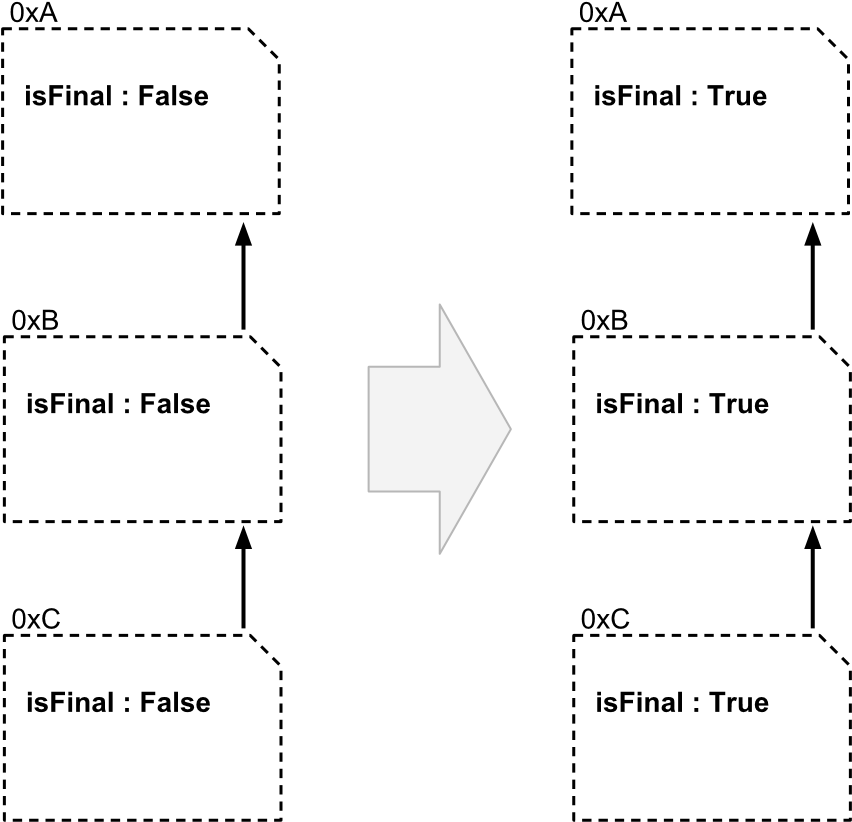 0xA
isFinal : False
0xB
isFinal : False
0xC
isFinal : False
0xA
isFinal : True
0xB
isFinal : True
0xC
isFinal : True